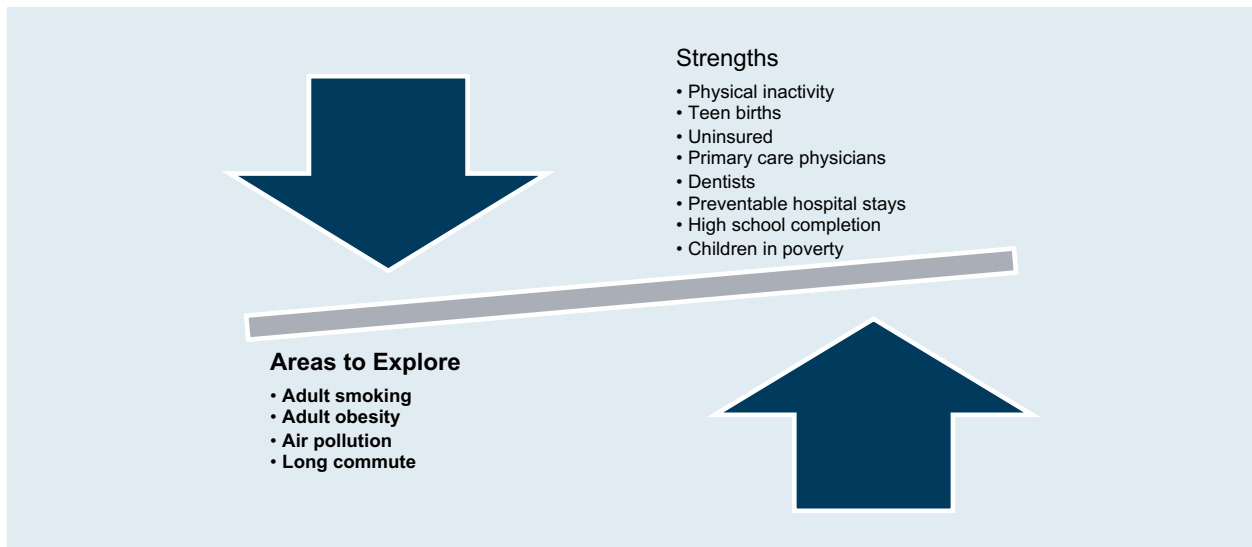 Strengths
• Physical inactivity
• Teen births
• Uninsured
• Primary care physicians
• Dentists
• Preventable hospital stays
• High school completion
• Children in poverty
Areas to Explore
• Adult smoking
• Adult obesity
• Air pollution
• Long commute